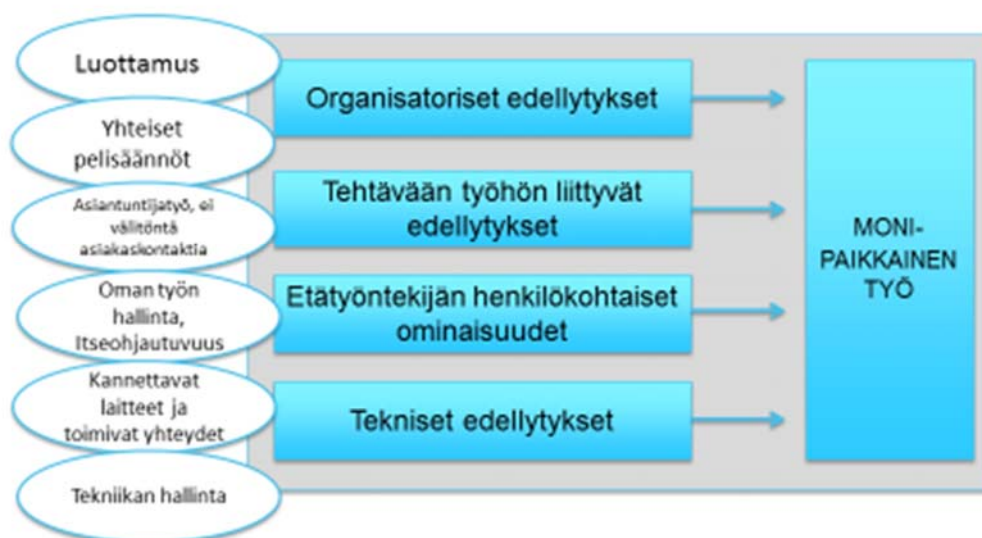 Luottamus
Yhteiset
pelisäännöt
Asiantuntijatyö, ei
välitöntä
asiakaskontaktia
Oman työn
hallinta,
Itseohjautuvuus
Kannettavat
laitteet ja
toimivat yhteydet
Tekniikan hallinta
Organisatoriset edellytykset
Tehtävään työhön liittyvät
edellytykset
Etätyöntekijän henkilökohtaiset
ominaisuudet
Tekniset edellytykset
MONI-
PAIKKAINEN
TYÖ